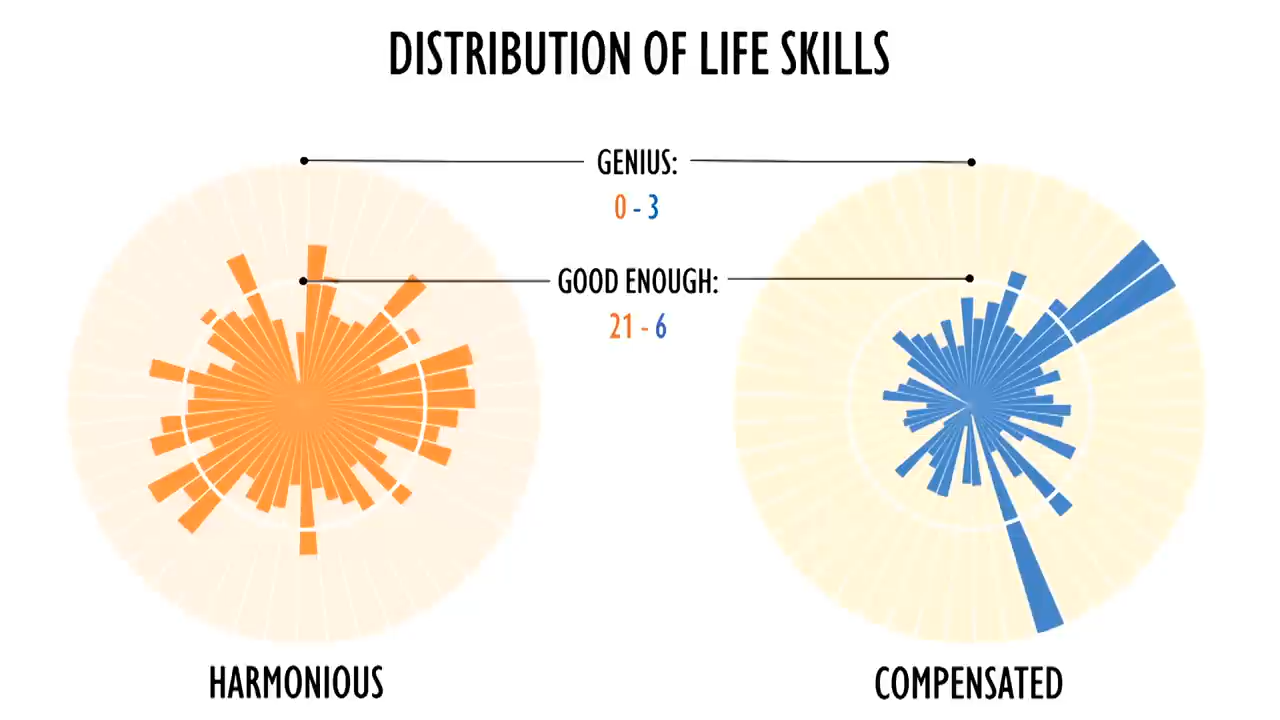 DISTRIBUTION OF LIFE SKILLS
GENIUS:
0 - 3
GOOD ENOUGH:
21 - 6
HARMONIOUS
COMPENSATED